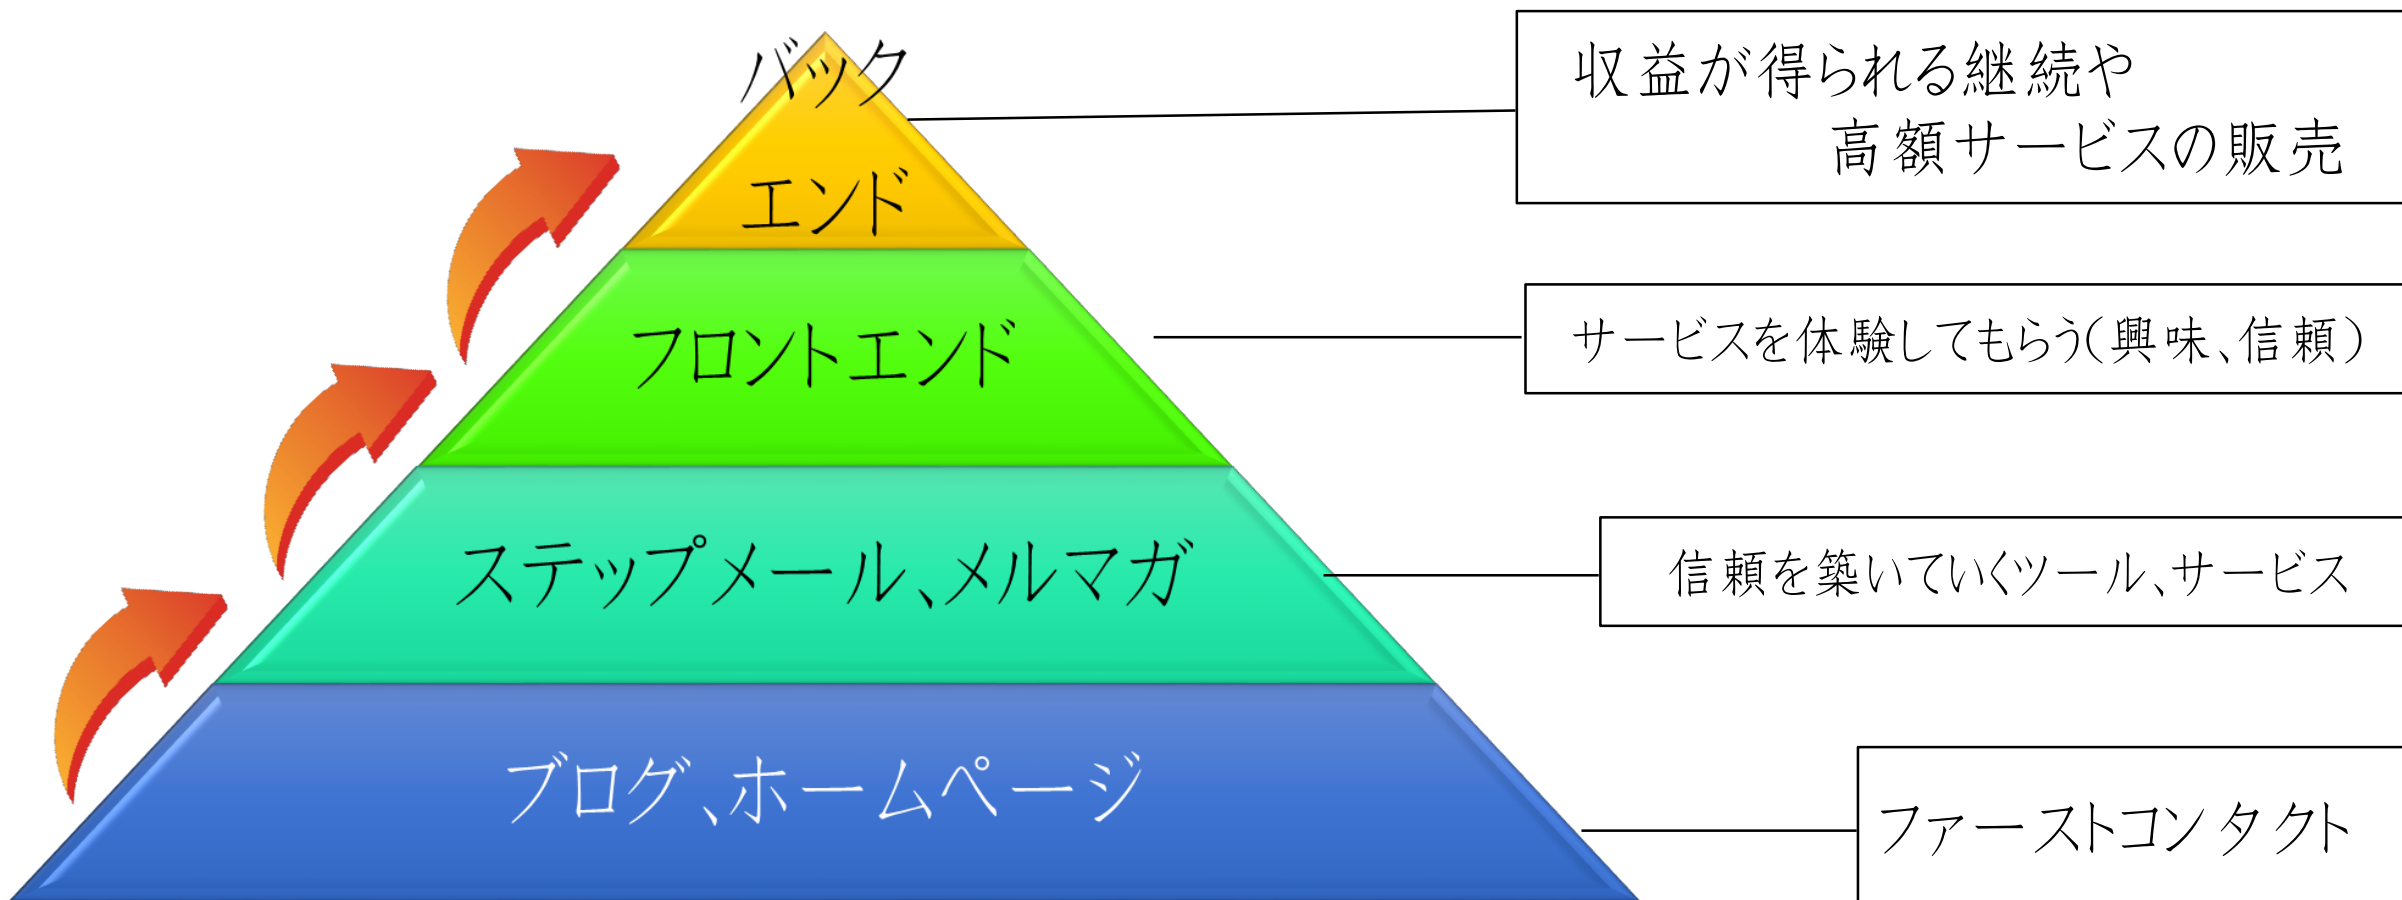 バック
エンド
収益が得られる継続や
高額サービスの販売
フロントエンド
サービスを体験してもらう(興味、信頼)
ステップメール、メルマガ
信頼を築いていくツール、サービス
ブログ、ホームページ
ファーストコンタクト